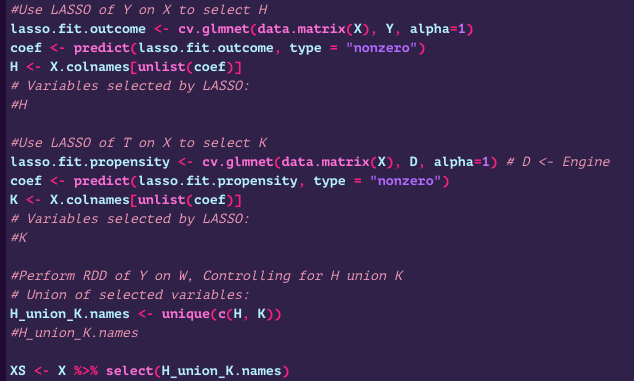 #Use LASSO of Y on X to select H
lasso.fit.outcome <- cv.glmnet(data.matrix(X), Y, alpha=1)
coef <- predict(lasso.fit.outcome, type = "nonzero")
H <- X.colnames[unlist(coef)]
# Variables selected by LASSO:
#H

#Use LASSO of T on X to select K
lasso.fit.propensity <- cv.glmnet(data.matrix(X), D, alpha=1) # D <- Engine
coef <- predict(lasso.fit.propensity, type = "nonzero")
K <- X.colnames[unlist(coef)]
# Variables selected by LASSO:
#K

#Perform RDD of Y on W, Controlling for H union K
# Union of selected variables:
H_union_K.names <- unique(c(H, K))
#H_union_K.names

XS <- X %>% select(H_union_K.names)